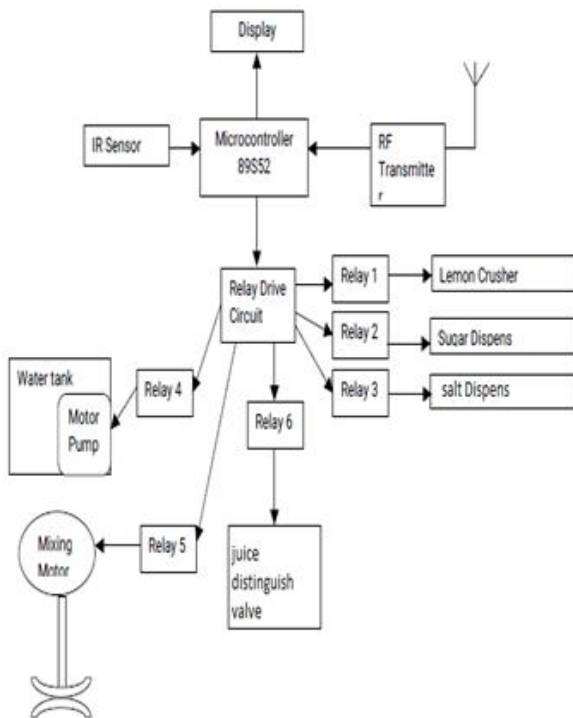 Display
IR Sensor
Microcontroller
89S52
RF
Transmitte
r
Relay Drive
Circuit
Relay 1
Lemon Crusher
Relay 2
Sugar Dispens
Relay 3
salt Dispens
Water tank
Motor
Pump
Relay 4
Relay 6
Mixing
Motor
Relay 5
juice
distinguish
valve